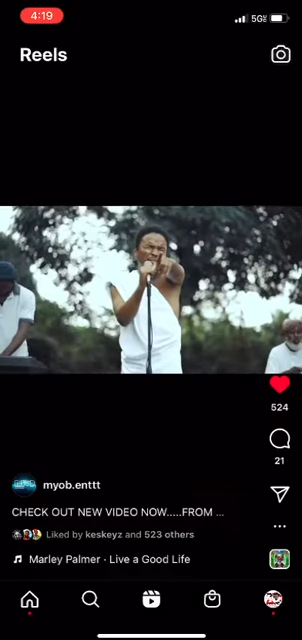 4:19
5G
Reels
524
21
myob.enttt
CHECK OUT NEW VIDEO NOW.....FROM ...
Liked by keskeyz and 523 others
Marley Palmer · Live a Good Life